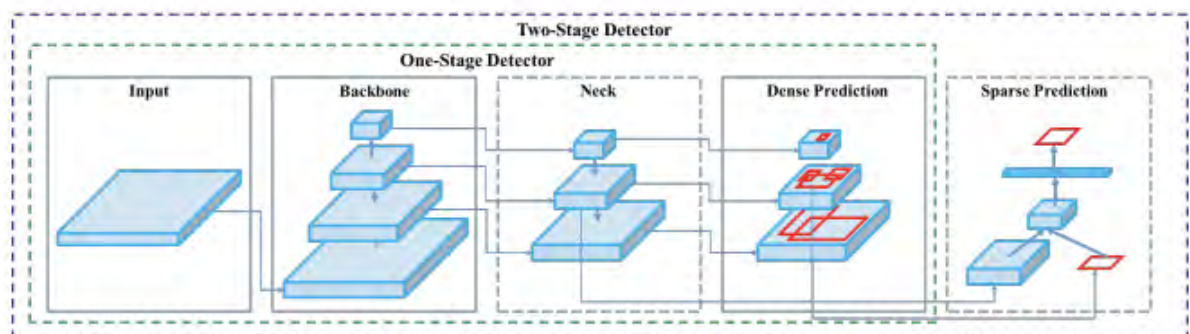 Two-Stage Detector
One-Stage Detector
Input
Backbone
Neck
Dense Prediction
Sparse Prediction